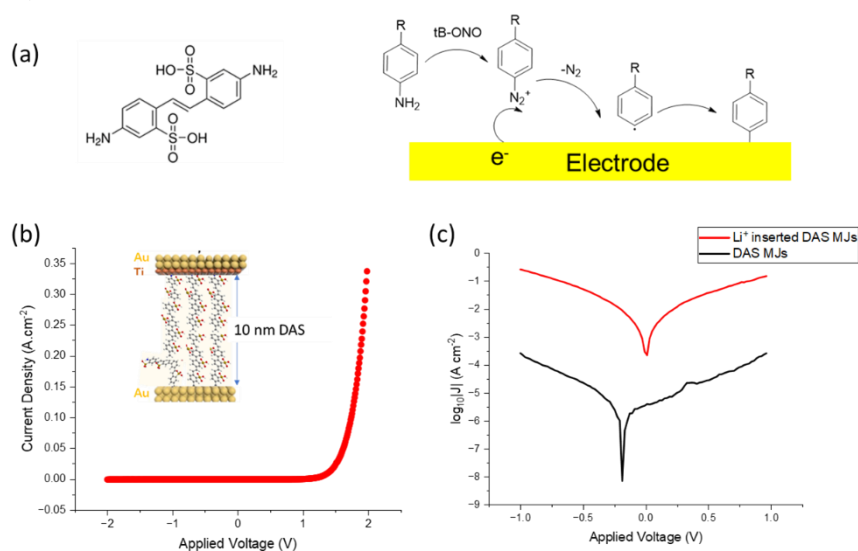 (a)
HO
O
S
O
NH2
H2N
O
S
O
OH
R
tB-ONO
NH2
R
N2+
-N2
R
R
e-
Electrode
(b)
Current Density (A.cm-2)
0.35
0.30
0.25
0.20
0.15
0.10
0.05
0.00
−0.05
Au
Ti
10 nm DAS
Au
−2
−1
0
1
2
Applied Voltage (V)
(c)
Li+ inserted DAS MJs
DAS MJs
log10|J| (A cm-2)
0
−1
−2
−3
−4
−5
−6
−7
−8
−9
−1.0
−0.5
0.0
0.5
1.0
Applied Voltage (V)